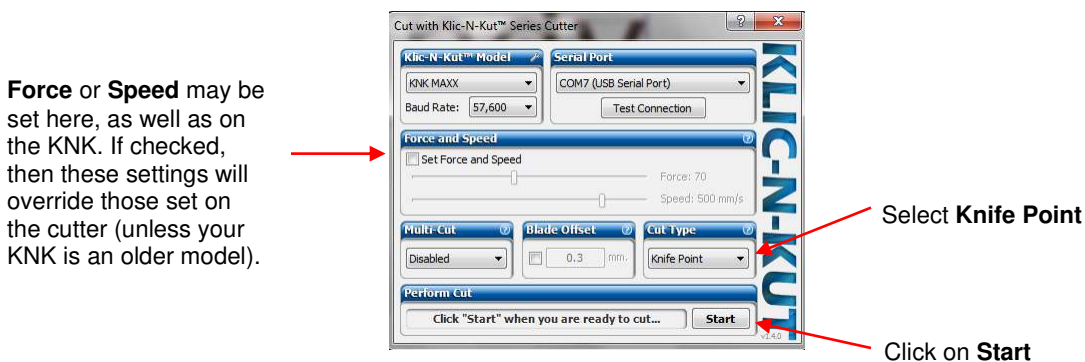 Cut with Klic-N-Kut™ Series Cutter
Klic-N-Kut™ Model
Serial Port
KNK MAXX
COM7 (USB Serial Port)
Baud Rate: 57,600
Test Connection
Force or Speed may be
set here, as well as on
the KNK. If checked,
then these settings will
override those set on
the cutter (unless your
KNK is an older model).
Force and Speed
Set Force and Speed
Force: 70
Speed: 500 mm/s
Multi-Cut
Blade Offset
Cut Type
Disabled
0.3 mm.
Knife Point
Select Knife Point
Perform Cut
Click "Start" when you are ready to cut...
Start
Click on Start
KLIC-N-KUT
v1.4.0